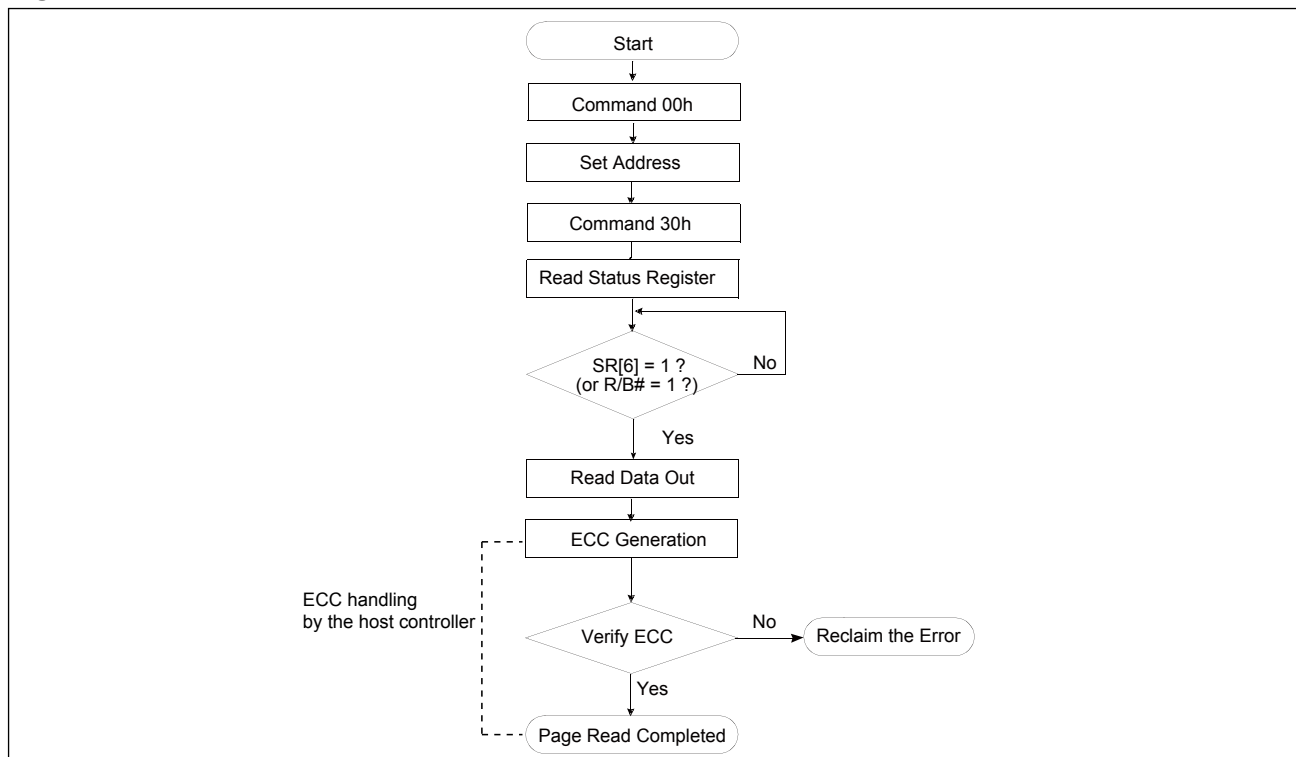 Start
Command 00h
Set Address
Command 30h
Read Status Register
SR[6] = 1 ?
(or R/B# = 1 ?)
No
Yes
Read Data Out
ECC Generation
ECC handling
by the host controller
Verify ECC
No
Reclaim the Error
Yes
Page Read Completed